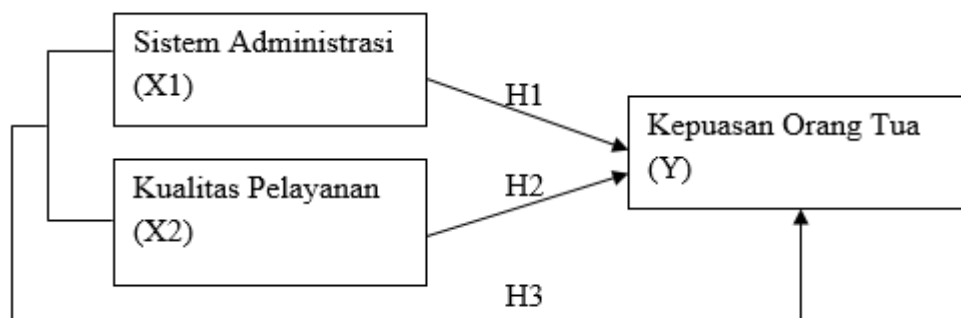 Sistem Administrasi
(X1)
H1
Kepuasan Orang Tua
(Y)
Kualitas Pelayanan
(X2)
H2
H3